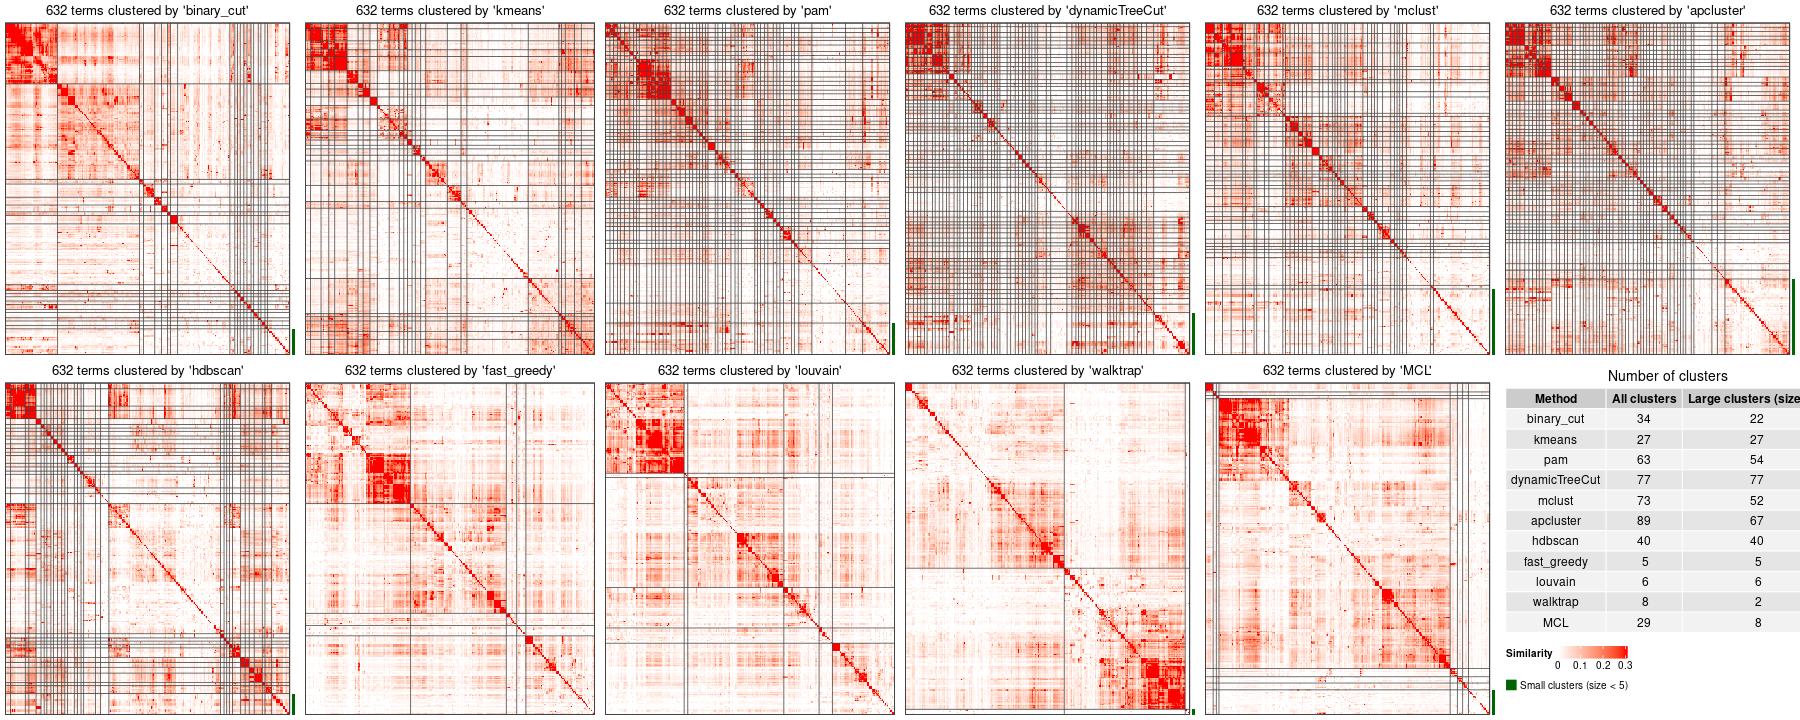 632 terms clustered by 'binary_cut'
632 terms clustered by 'kmeans'
632 terms clustered by 'pam'
632 terms clustered by 'dynamicTreeCut'
632 terms clustered by 'mclust'
632 terms clustered by 'apcluster'
632 terms clustered by 'hdbscan'
632 terms clustered by 'fast_greedy'
632 terms clustered by 'louvain'
632 terms clustered by 'walktrap'
632 terms clustered by 'MCL'
Number of clusters
Method All clusters Large clusters (size
binary_cut 34 22
kmeans 27 27
pam 63 54
dynamicTreeCut 77 77
mclust 73 52
apcluster 89 67
hdbscan 40 40
fast_greedy 5 5
louvain 6 6
walktrap 8 2
MCL 29 8
Similarity
0 0.1 0.2 0.3
Small clusters (size < 5)